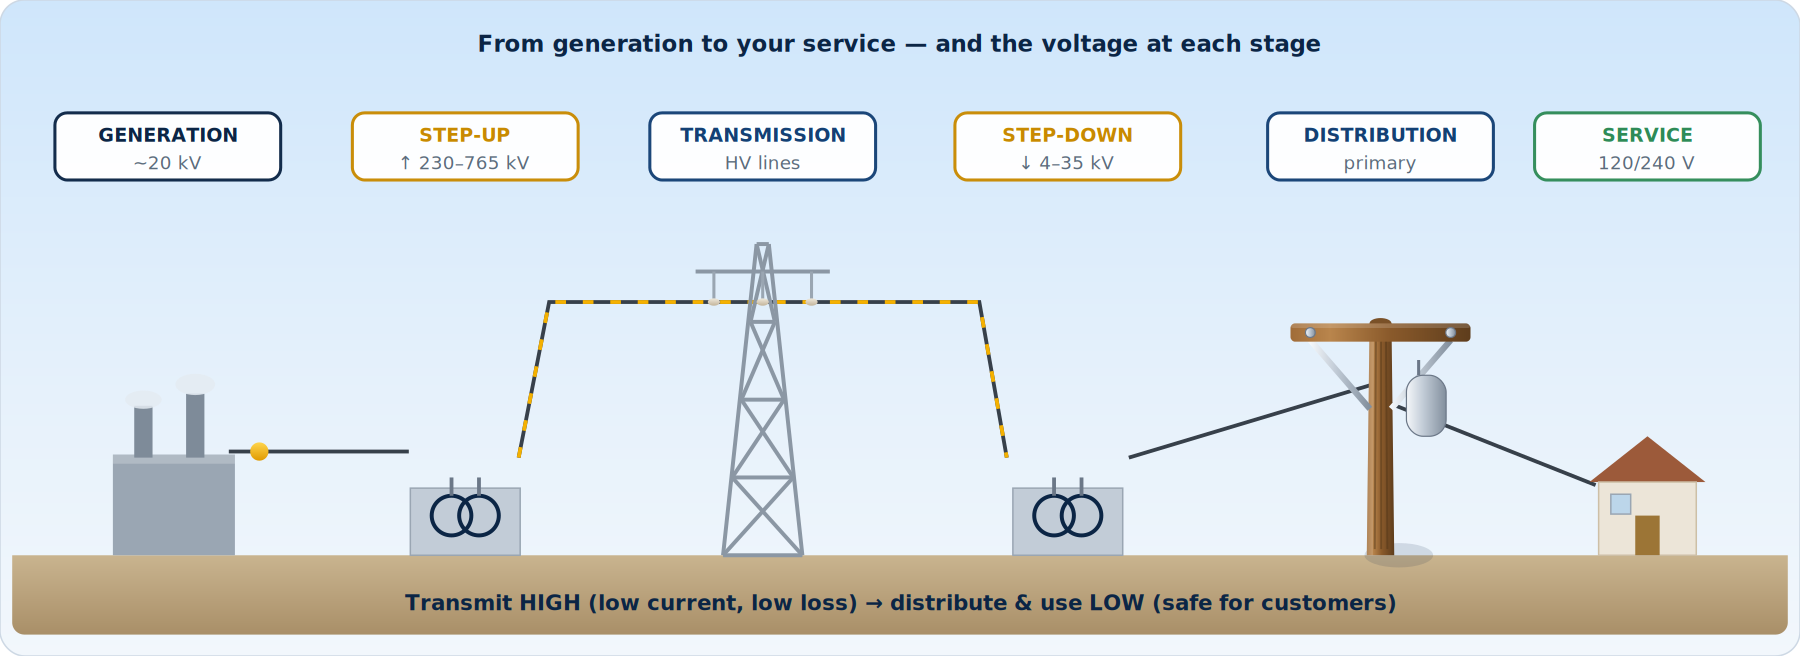 From generation to your service — and the voltage at each stage
GENERATION
~20 kV
STEP-UP
↑ 230–765 kV
TRANSMISSION
HV lines
STEP-DOWN
↓ 4–35 kV
DISTRIBUTION
primary
SERVICE
120/240 V
Transmit HIGH (low current, low loss) → distribute & use LOW (safe for customers)